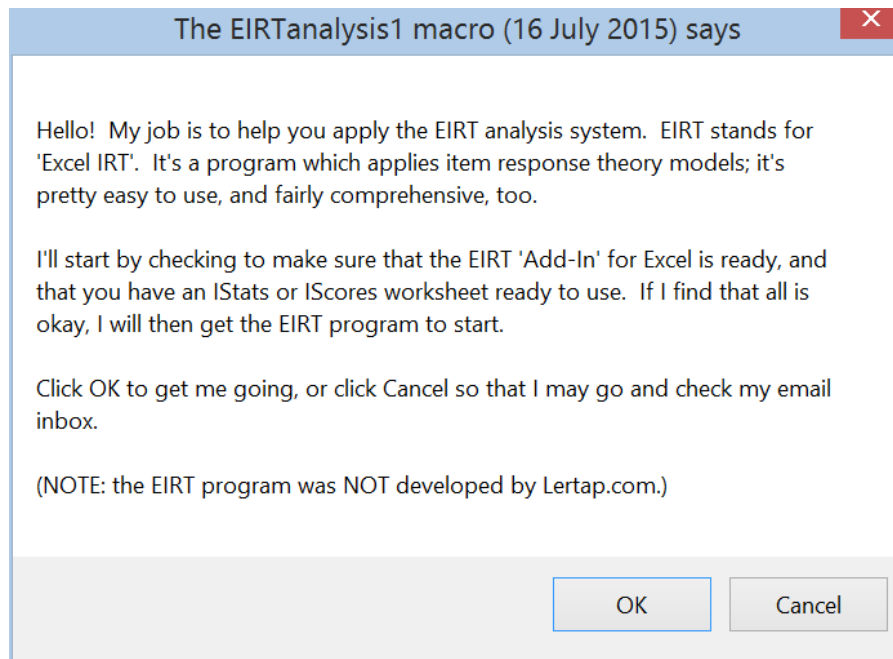 The EIRTanalysis1 macro (16 July 2015) says
Hello!  My job is to help you apply the EIRT analysis system.  EIRT stands for
'Excel IRT'.  It's a program which applies item response theory models; it's
pretty easy to use, and fairly comprehensive, too.
I'll start by checking to make sure that the EIRT 'Add-In' for Excel is ready, and
that you have an IStats or IScores worksheet ready to use.  If I find that all is
okay, I will then get the EIRT program to start.
Click OK to get me going, or click Cancel so that I may go and check my email
inbox.
(NOTE: the EIRT program was NOT developed by Lertap.com.)
OK
Cancel